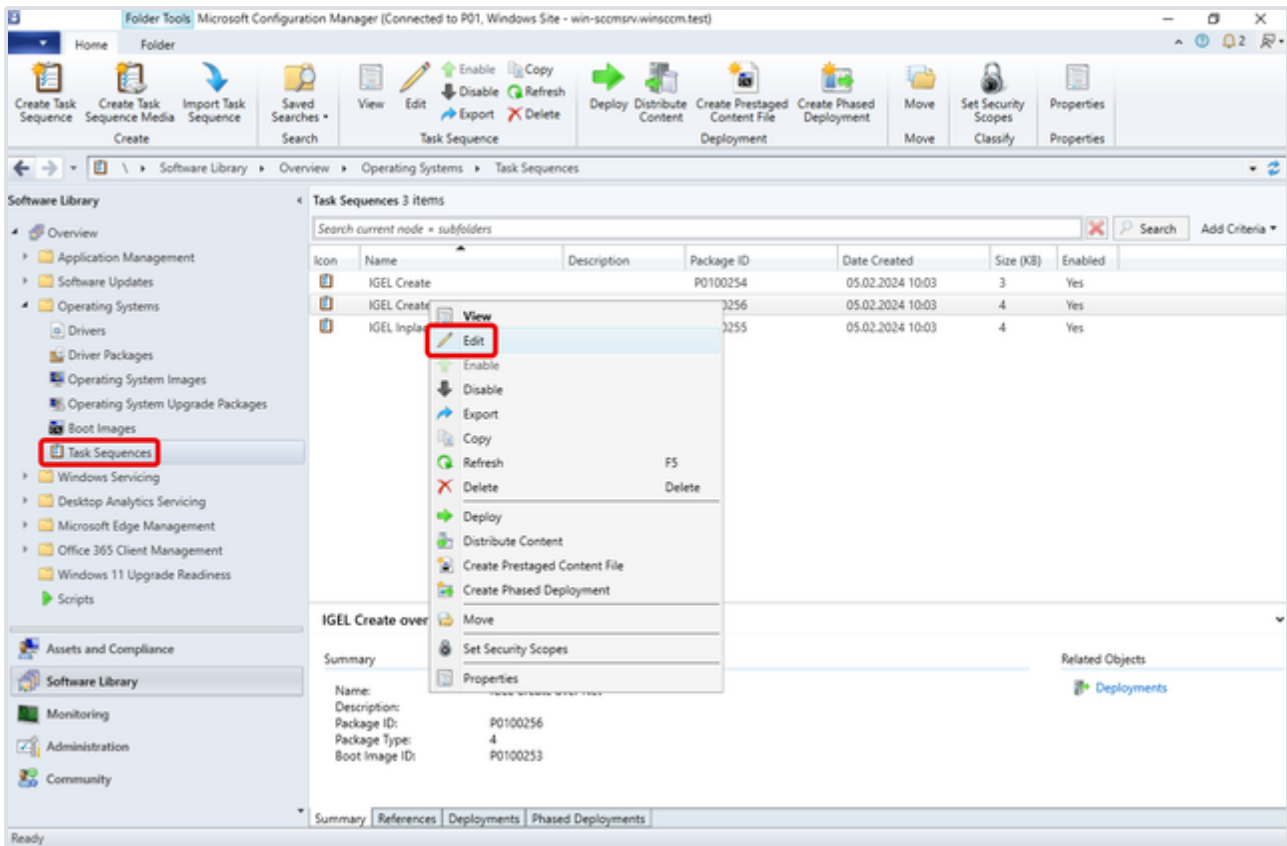 Folder Tools Microsoft Configuration Manager (Connected to P01, Windows Site - win-sccmsrv.winsccm.test)
Home Folder
2
Create Task Sequence
Create Task Sequence Media
Import Task Sequence
Saved Searches
View
Edit
Enable
Disable
Export
Copy
Refresh
Delete
Deploy
Distribute Content
Create Prestaged Content File
Create Phased Deployment
Move
Set Security Scopes
Properties
Create Search Task Sequence Deployment Move Classify Properties
\ Software Library Overview Operating Systems Task Sequences
Software Library
Overview
Application Management
Software Updates
Operating Systems
Drivers
Driver Packages
Operating System Images
Operating System Upgrade Packages
Boot Images
Task Sequences
Windows Servicing
Desktop Analytics Servicing
Microsoft Edge Management
Office 365 Client Management
Windows 11 Upgrade Readiness
Scripts
Assets and Compliance
Software Library
Monitoring
Administration
Community
Task Sequences 3 items
Search current node + subfolders
Search Add Criteria
Icon Name Description Package ID Date Created Size (KB) Enabled
IGEL Create P0100254 05.02.2024 10:03 3 Yes
IGEL Create 256 05.02.2024 10:03 4 Yes
IGEL Inpla 255 05.02.2024 10:03 4 Yes
View
Edit
Enable
Disable
Export
Copy
Refresh F5
Delete Delete
Deploy
Distribute Content
Create Prestaged Content File
Create Phased Deployment
Move
Set Security Scopes
Properties
IGEL Create over
Summary
Name:
Description:
Package ID: P0100256
Package Type: 4
Boot Image ID: P0100253
Related Objects
Deployments
Summary References Deployments Phased Deployments
Ready